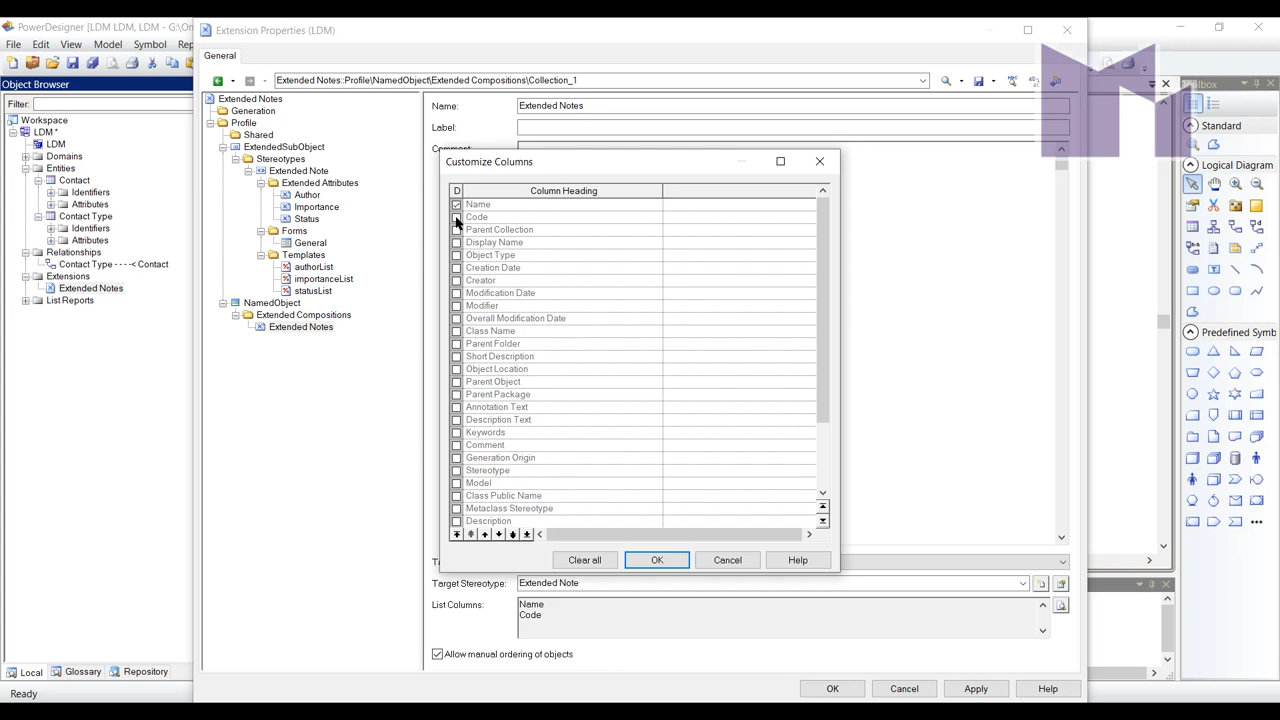 PowerDesigner [LDM LDM, LDM - G:\On
Extension Properties (LDM)
File Edit View Model Symbol Rep
General
Object Browser
Extended Notes::Profile\NamedObject\Extended Compositions\Collection_1
Toolbox
Filter:
Workspace
LDM *
LDM
Domains
Entities
Contact
Identifiers
Attributes
Contact Type
Identifiers
Attributes
Relationships
Contact Type - - - -< Contact
Extensions
Extended Notes
List Reports
Local Glossary Repository
Ready
Extended Notes
Generation
Profile
Shared
ExtendedSubObject
Stereotypes
Extended Note
Extended Attributes
Author
Importance
Status
Forms
General
Templates
authorList
importanceList
statusList
NamedObject
Extended Compositions
Extended Notes
Name: Extended Notes
Label:
Comment:
Customize Columns
D Column Heading
Name
Code
Parent Collection
Display Name
Object Type
Creation Date
Creator
Modification Date
Modifier
Overall Modification Date
Class Name
Parent Folder
Short Description
Object Location
Parent Object
Parent Package
Annotation Text
Description Text
Keywords
Comment
Generation Origin
Stereotype
Model
Class Public Name
Metaclass Stereotype
Description
Clear all OK Cancel Help
Target Stereotype: Extended Note
List Columns: Name
Code
Allow manual ordering of objects
OK Cancel Apply Help
Standard
Logical Diagram
Predefined Symbol